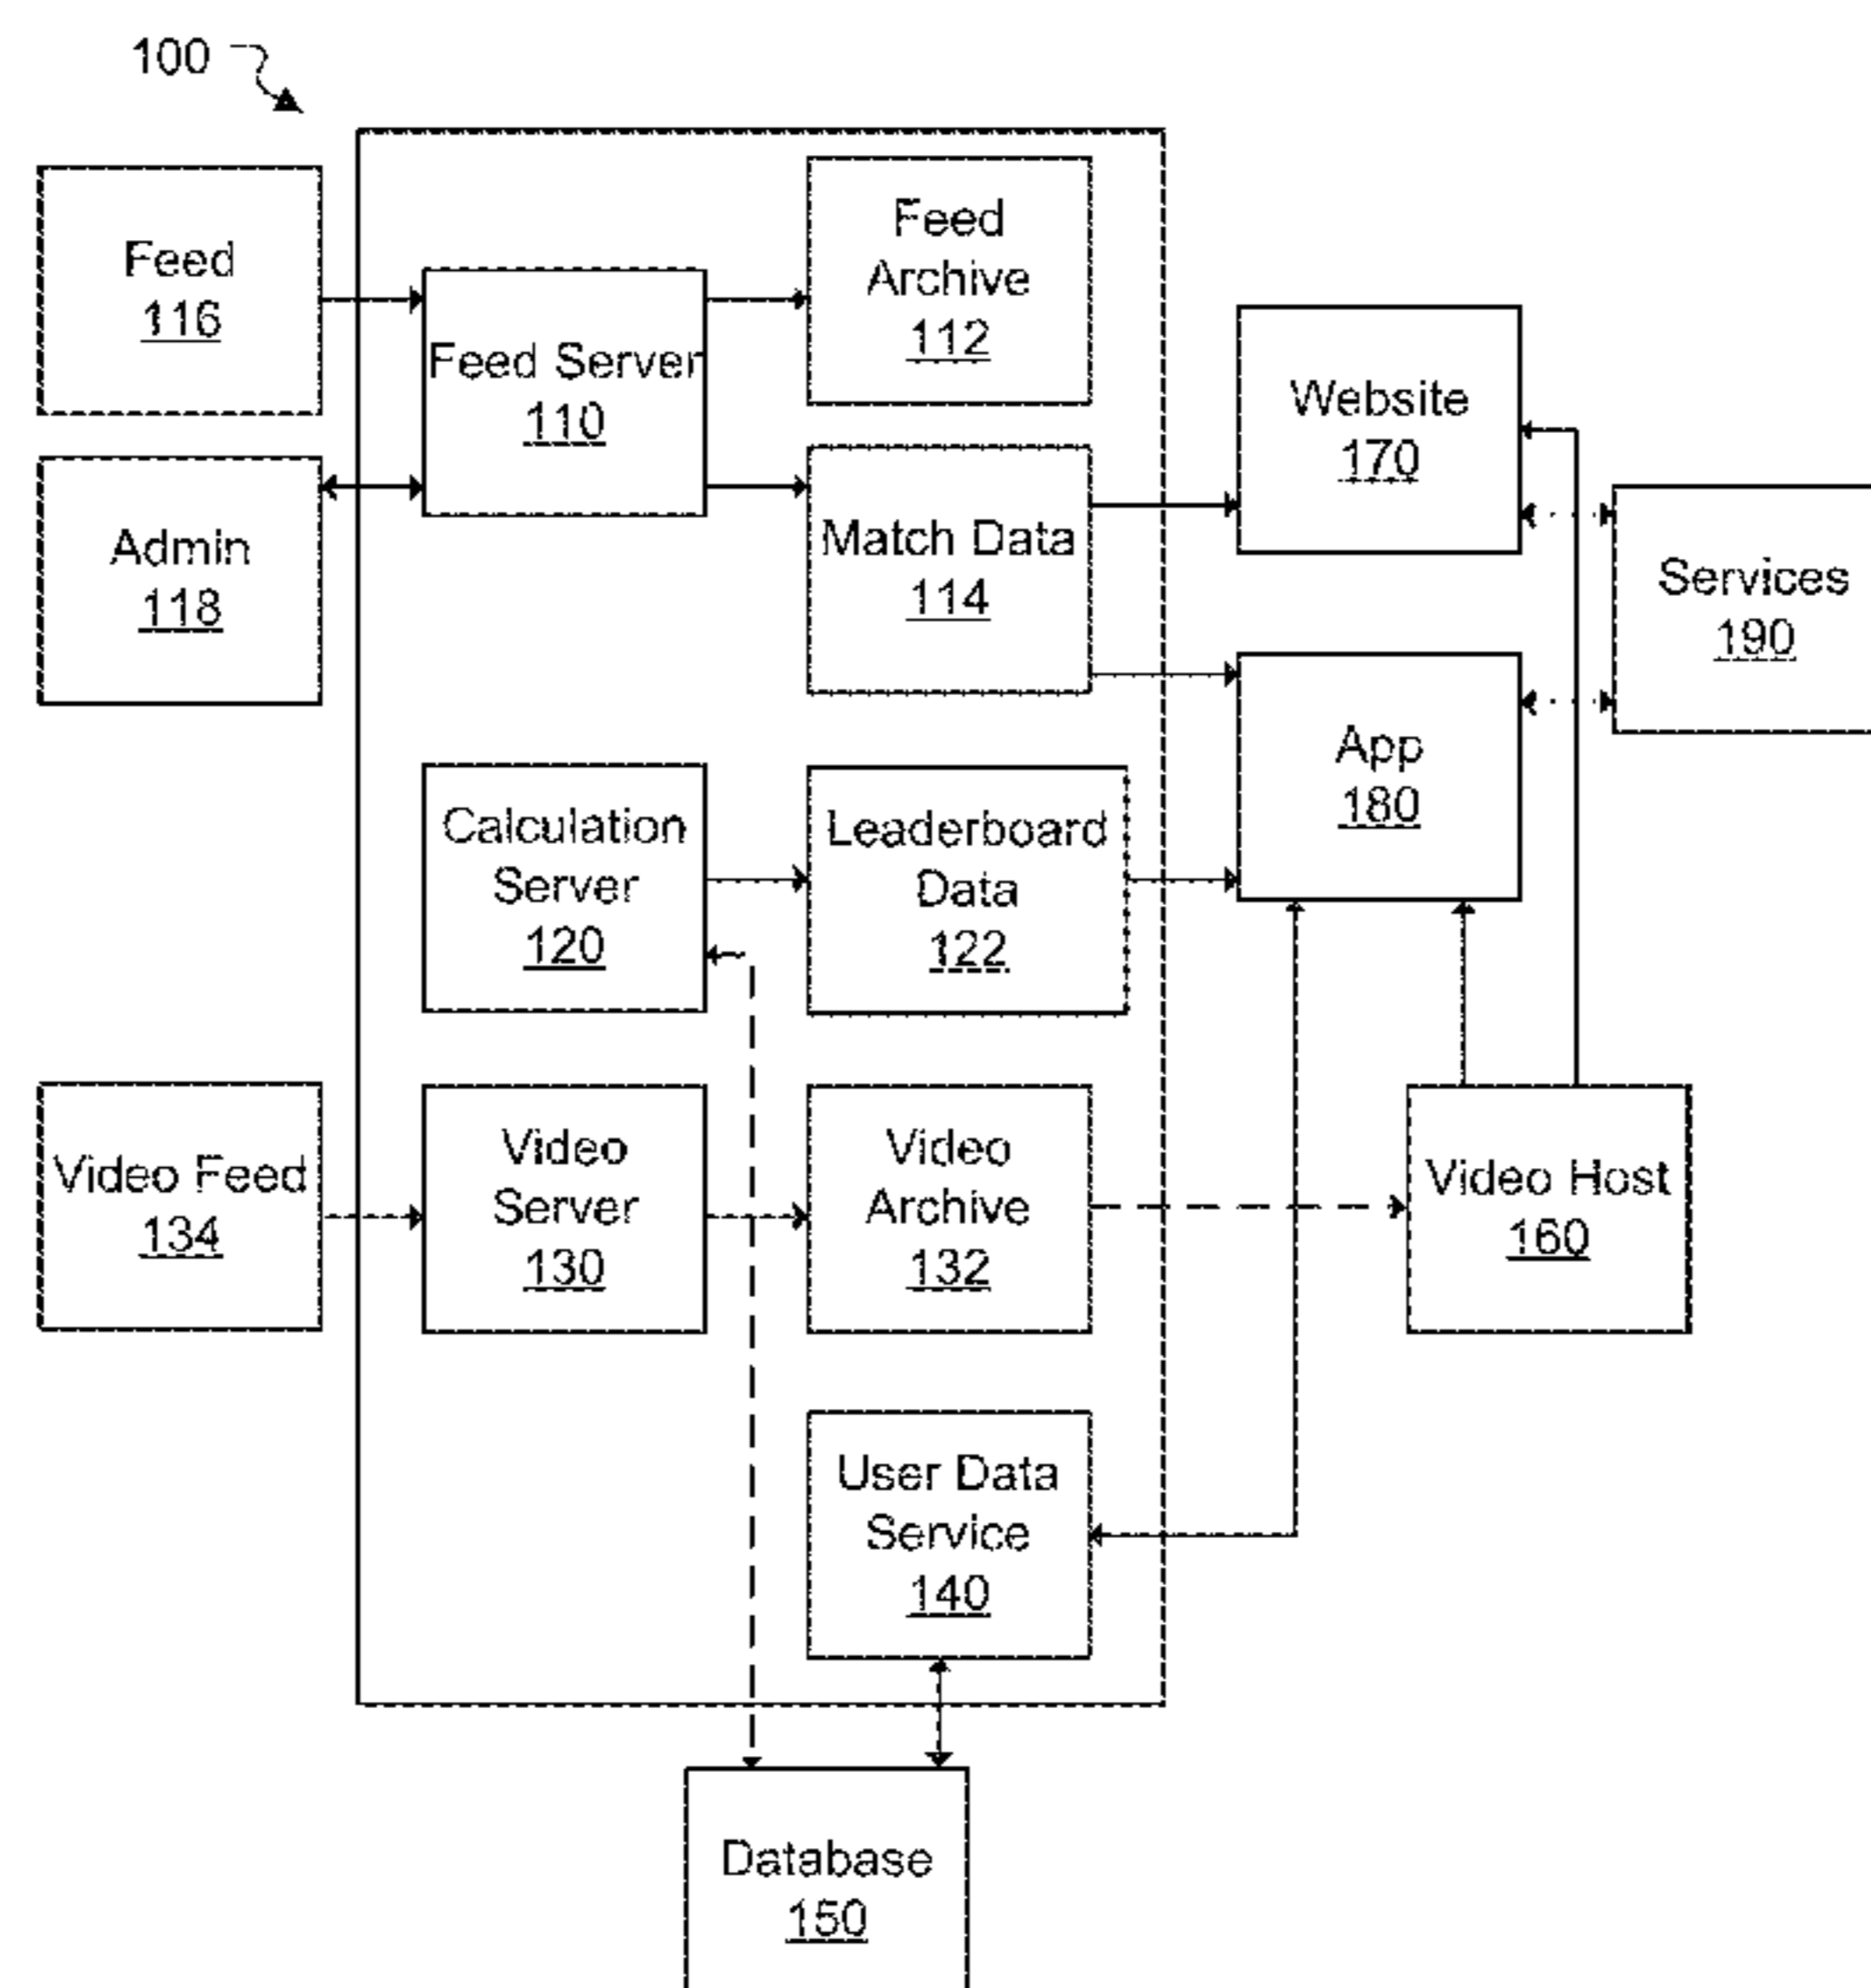 100
Feed
116
Feed Server
110
Feed
Archive
112
Website
170
Admin
118
Match Data
114
Services
190
App
180
Calculation
Server
120
Leaderboard
Data
122
Video Feed
134
Video
Server
130
Video
Archive
132
Video Host
160
User Data
Service
140
Database
150